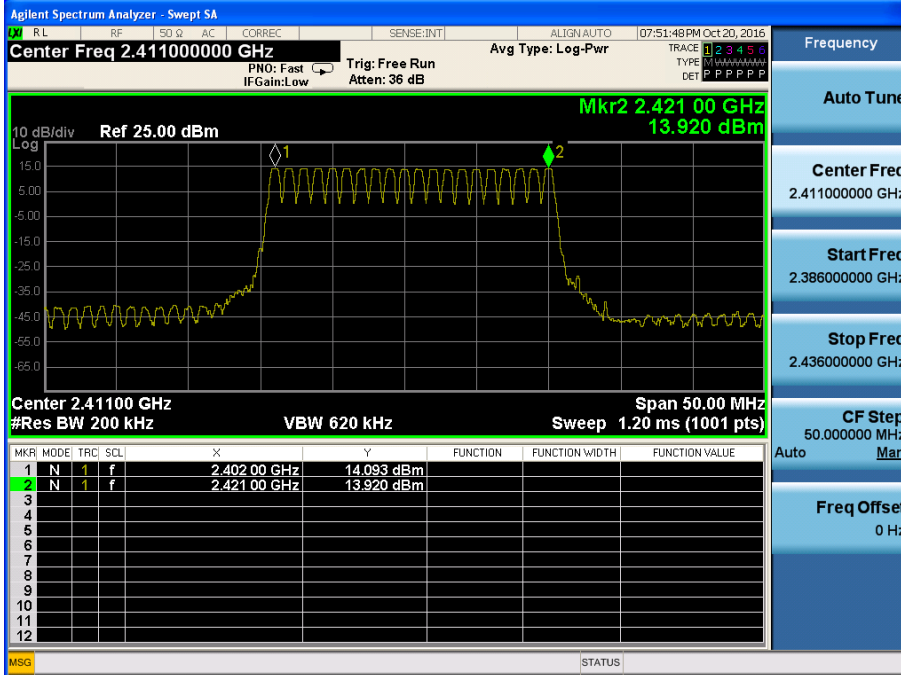 Agilent Spectrum Analyzer - Swept SA
LXI RL RF 50 Ω AC CORREC SENSE:INT ALIGN AUTO 07:51:48 PM Oct 20, 2016
Center Freq 2.411000000 GHz
PNO: Fast
IFGain:Low
Trig: Free Run
Atten: 36 dB
Avg Type: Log-Pwr
TRACE 1 2 3 4 5 6
TYPE M WWWWW
DET P P P P P P
Mkr2 2.421 00 GHz
13.920 dBm
10 dB/div Ref 25.00 dBm
Log
1
2
15.0
5.00
-5.00
-15.0
-25.0
-35.0
-45.0
-55.0
-65.0
Center 2.41100 GHz Span 50.00 MHz
#Res BW 200 kHz VBW 620 kHz Sweep 1.20 ms (1001 pts)
MKR MODE TRC SCL X Y FUNCTION FUNCTION WIDTH FUNCTION VALUE
1 N 1 f 2.402 00 GHz 14.093 dBm
2 N 1 f 2.421 00 GHz 13.920 dBm
3
4
5
6
7
8
9
10
11
12
MSG STATUS
Frequency
Auto Tune
Center Freq
2.411000000 GHz
Start Freq
2.386000000 GHz
Stop Freq
2.436000000 GHz
CF Step
50.000000 MHz
Auto Man
Freq Offset
0 Hz